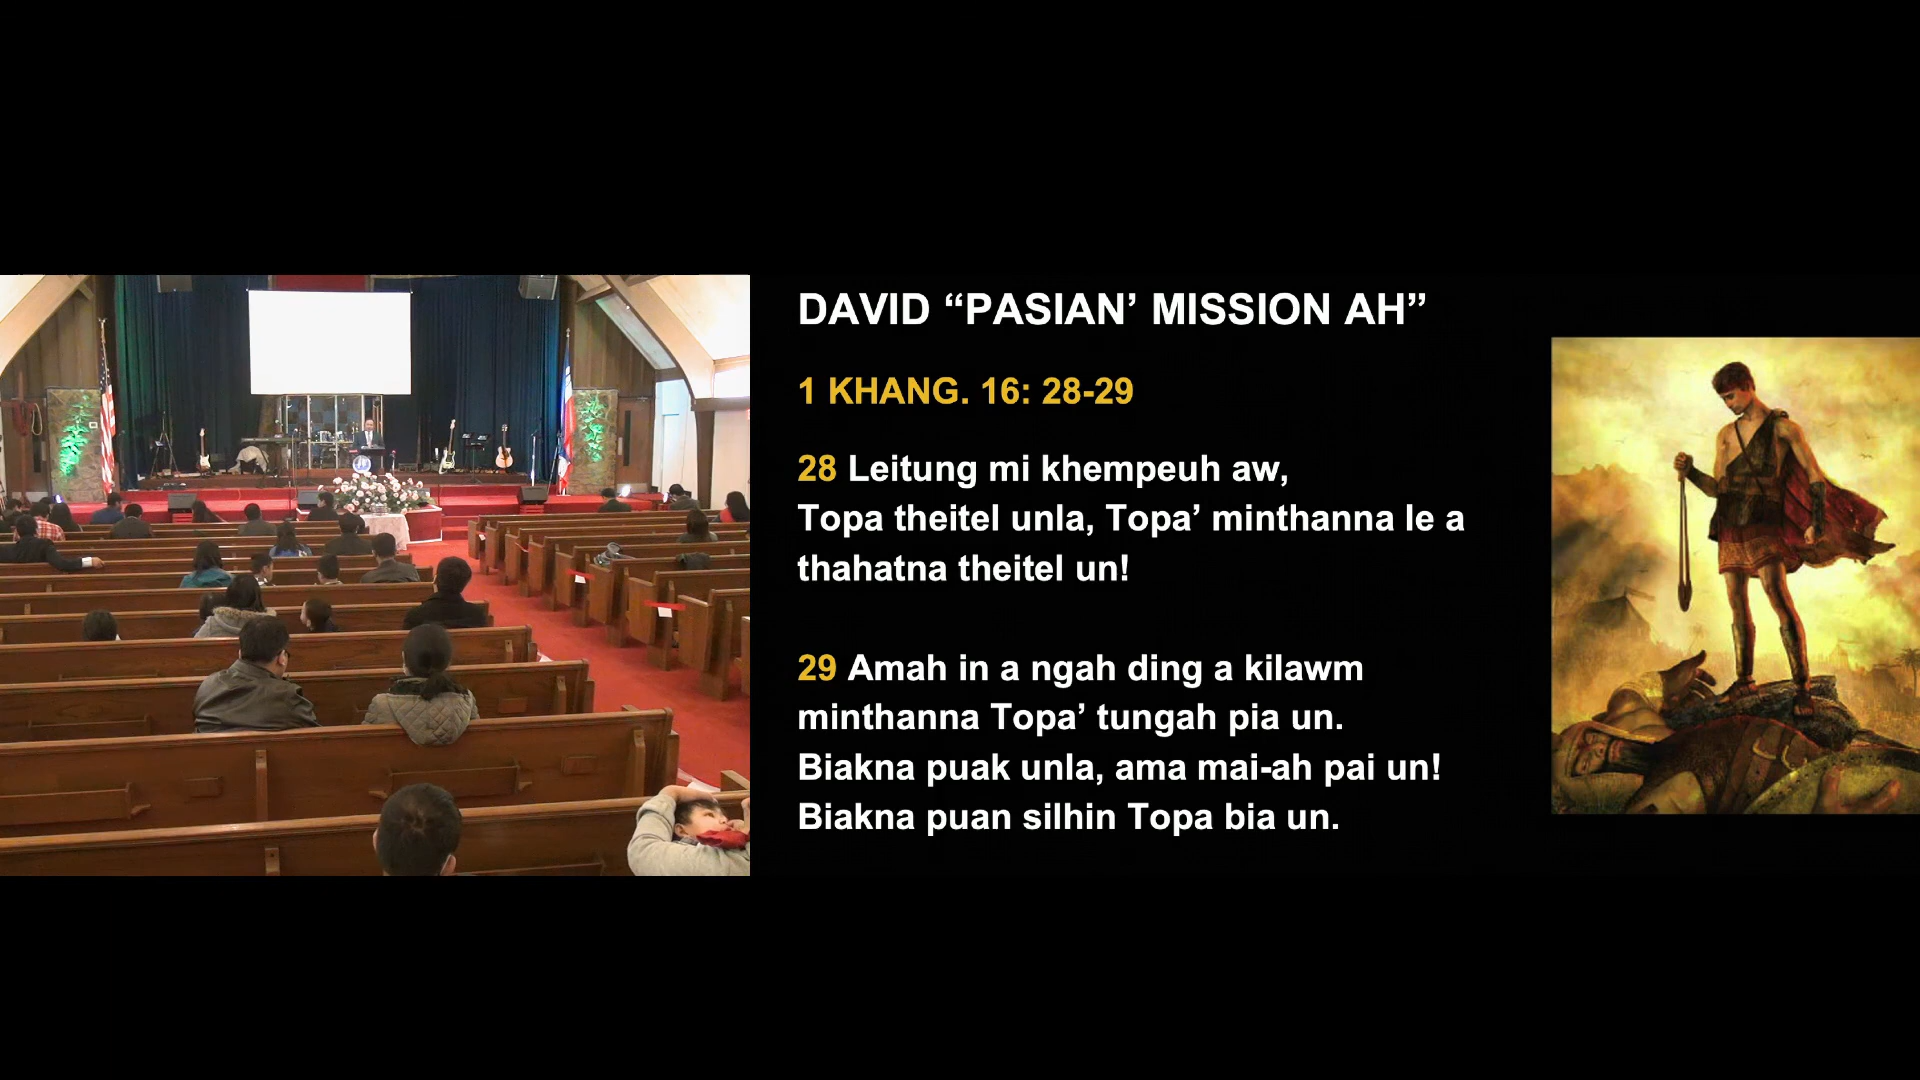 DAVID “PASIAN’ MISSION AH”
1 KHANG. 16: 28-29
28 Leitung mi khempeuh aw,
Topa theitel unla, Topa’ minthanna le a
thahatna theitel un!
29 Amah in a ngah ding a kilawm
minthanna Topa’ tungah pia un.
Biakna puak unla, ama mai-ah pai un!
Biakna puan silhin Topa bia un.